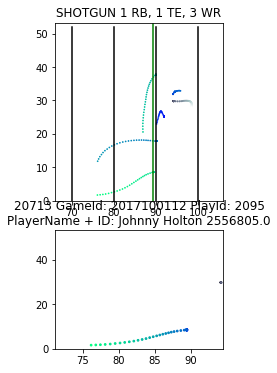 SHOTGUN 1 RB, 1 TE, 3 WR
50
40
30
20
10
0
70 80 90 100
20713 GameId: 2017100112 PlayId: 2095
PlayerName + ID: Johnny Holton 2556805.0
40
20
0
75 80 85 90